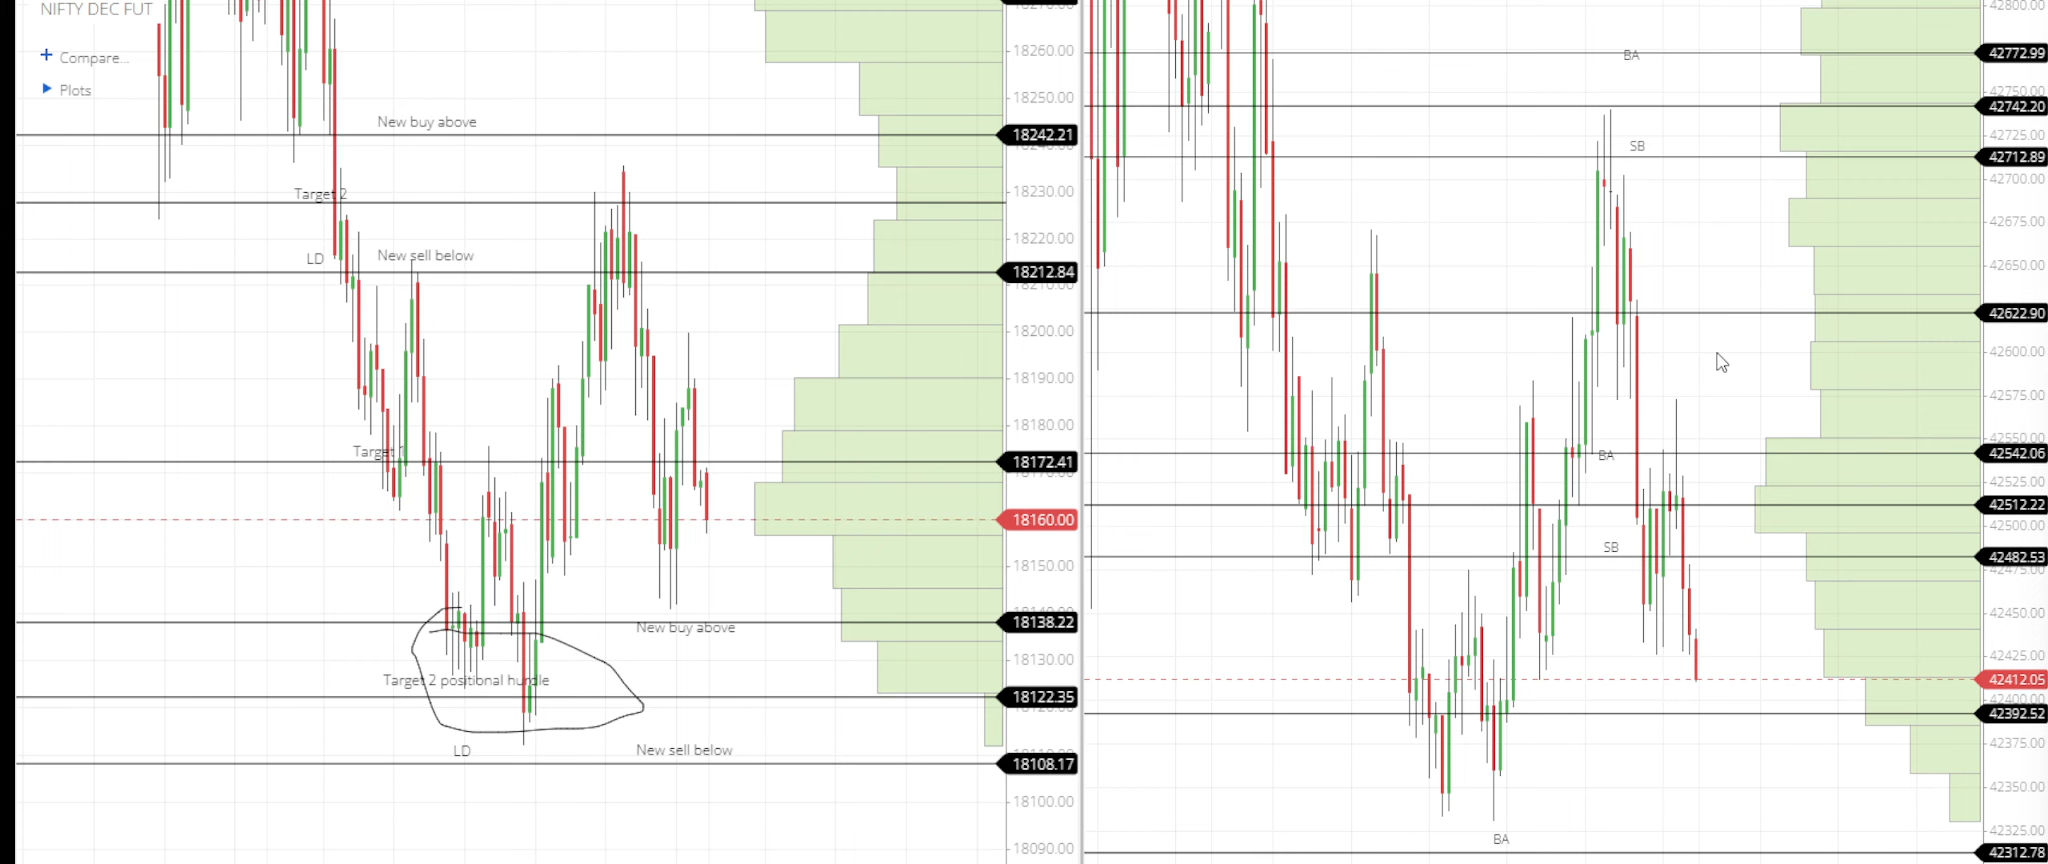 NIFTY DEC FUT
Compare...
Plots
New buy above
Target 2
LD
New sell below
Target 1
New buy above
Target 2 positional hurdle
LD
New sell below
18260.00
18250.00
18242.21
18230.00
18220.00
18212.84
18210.00
18200.00
18190.00
18180.00
18172.41
18160.00
18150.00
18138.22
18130.00
18122.35
18108.17
18100.00
18090.00
BA
SB
BA
SB
BA
42800.00
42772.99
42750.00
42742.20
42725.00
42712.89
42700.00
42675.00
42650.00
42622.90
42600.00
42575.00
42550.00
42542.06
42525.00
42512.22
42500.00
42482.53
42475.00
42450.00
42425.00
42412.05
42400.00
42392.52
42375.00
42350.00
42325.00
42312.78